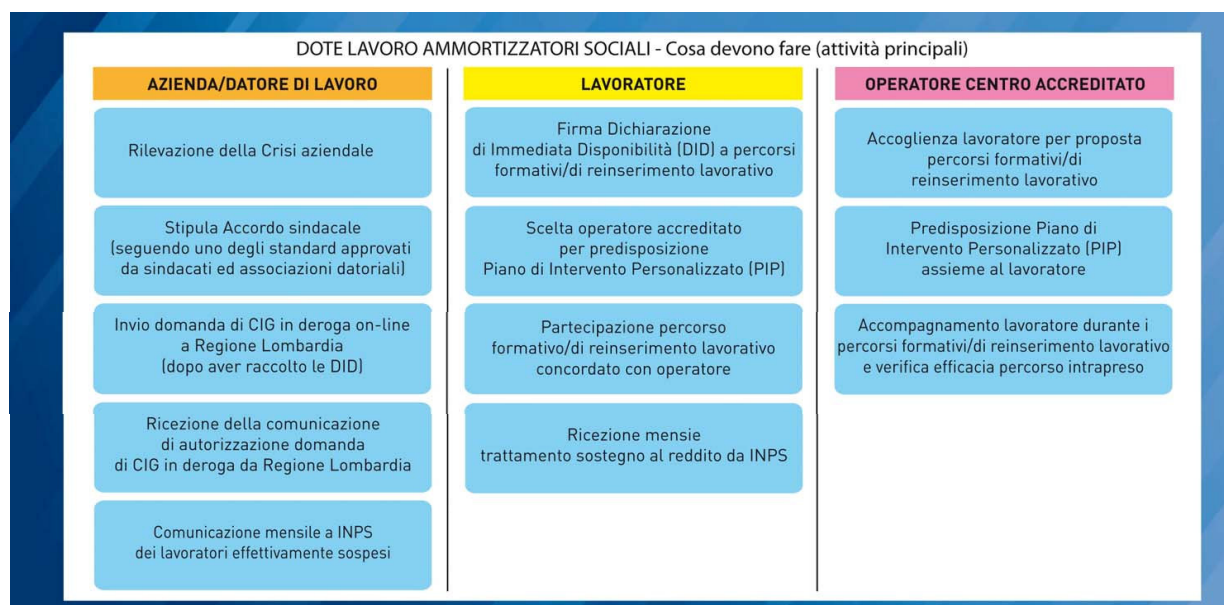 DOTE LAVORO AMMORTIZZATORI SOCIALI - Cosa devono fare (attività principali)
AZIENDA/DATORE DI LAVORO
Rilevazione della Crisi aziendale
Stipula Accordo sindacale
(seguendo uno degli standard approvati
da sindacati ed associazioni datoriali)
Invio domanda di CIG in deroga on-line
a Regione Lombardia
(dopo aver raccolto le DID)
Ricezione della comunicazione
di autorizzazione domanda
di CIG in deroga da Regione Lombardia
Comunicazione mensile a INPS
dei lavoratori effettivamente sospesi
LAVORATORE
Firma Dichiarazione
di Immediata Disponibilità (DID) a percorsi
formativi/di reinserimento lavorativo
Scelta operatore accreditato
per predisposizione
Piano di Intervento Personalizzato (PIP)
Partecipazione percorso
formativo/di reinserimento lavorativo
concordato con operatore
Ricezione mensie
trattamento sostegno al reddito da INPS
OPERATORE CENTRO ACCREDITATO
Accoglienza lavoratore per proposta
percorsi formativi/di
reinserimento lavorativo
Predisposizione Piano di
Intervento Personalizzato (PIP)
assieme al lavoratore
Accompagnamento lavoratore durante i
percorsi formativi/di reinserimento lavorativo
e verifica efficacia percorso intrapreso